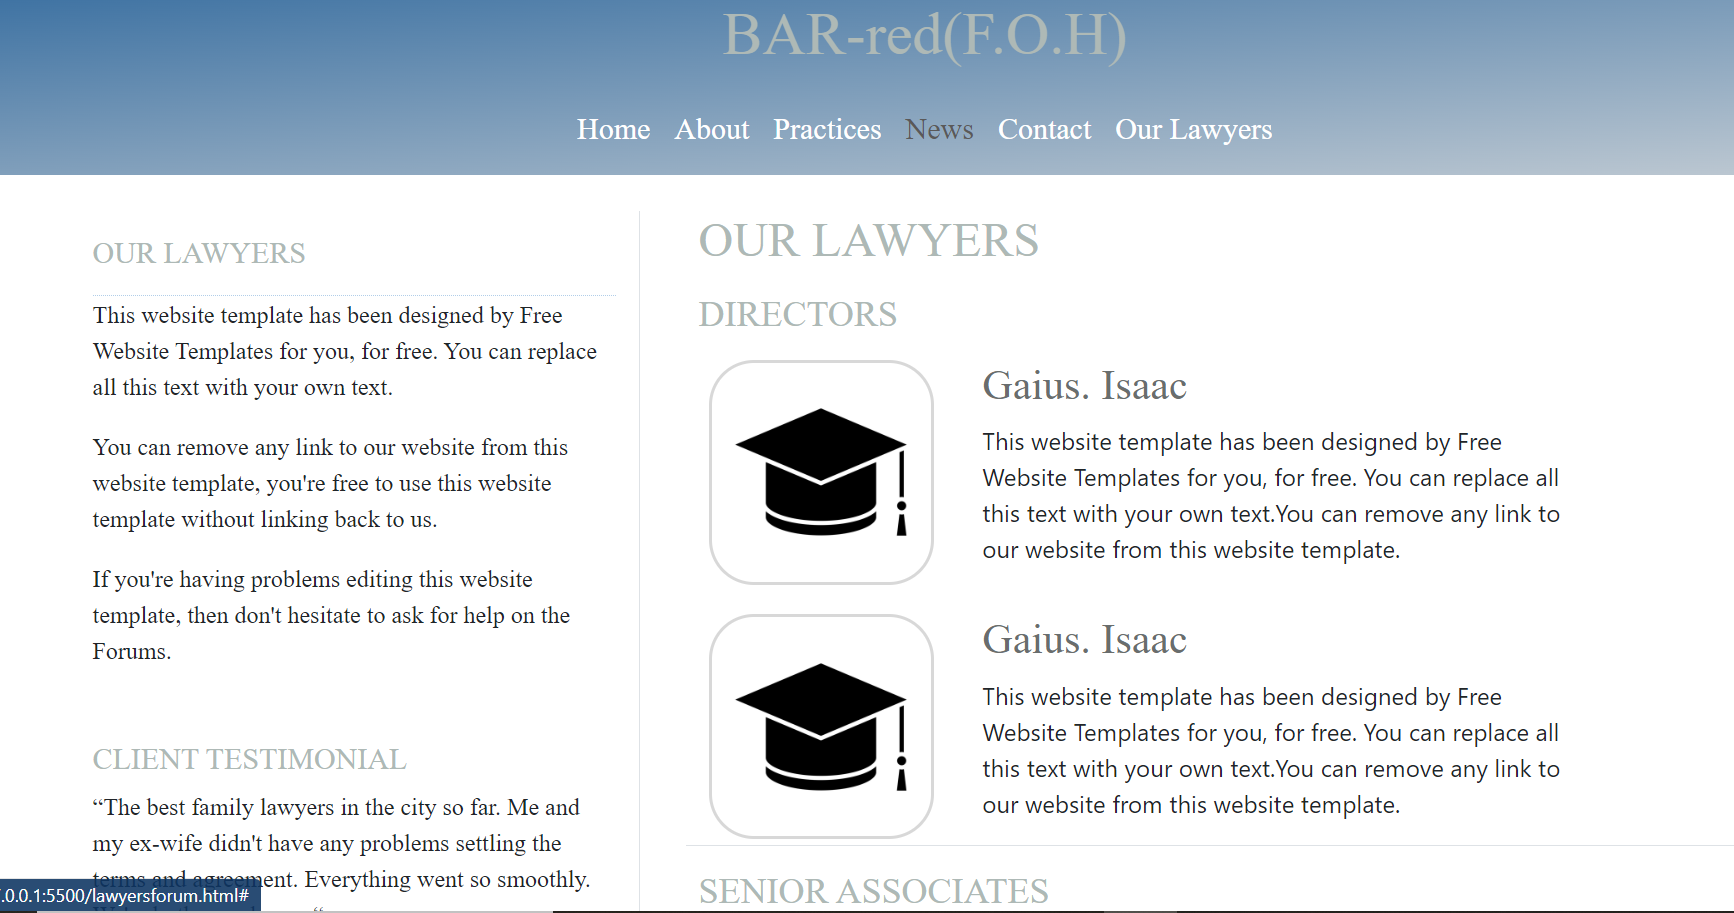 BAR-red(F.O.H)
Home About Practices News Contact Our Lawyers
OUR LAWYERS
This website template has been designed by Free
Website Templates for you, for free. You can replace
all this text with your own text.
You can remove any link to our website from this
website template, you're free to use this website
template without linking back to us.
If you're having problems editing this website
template, then don't hesitate to ask for help on the
Forums.
CLIENT TESTIMONIAL
“The best family lawyers in the city so far. Me and
my ex-wife didn't have any problems settling the
terms and agreement. Everything went so smoothly.
.0.0.1:5500/lawyersforum.html#
OUR LAWYERS
DIRECTORS
Gaius. Isaac
This website template has been designed by Free
Website Templates for you, for free. You can replace all
this text with your own text.You can remove any link to
our website from this website template.
Gaius. Isaac
This website template has been designed by Free
Website Templates for you, for free. You can replace all
this text with your own text.You can remove any link to
our website from this website template.
SENIOR ASSOCIATES